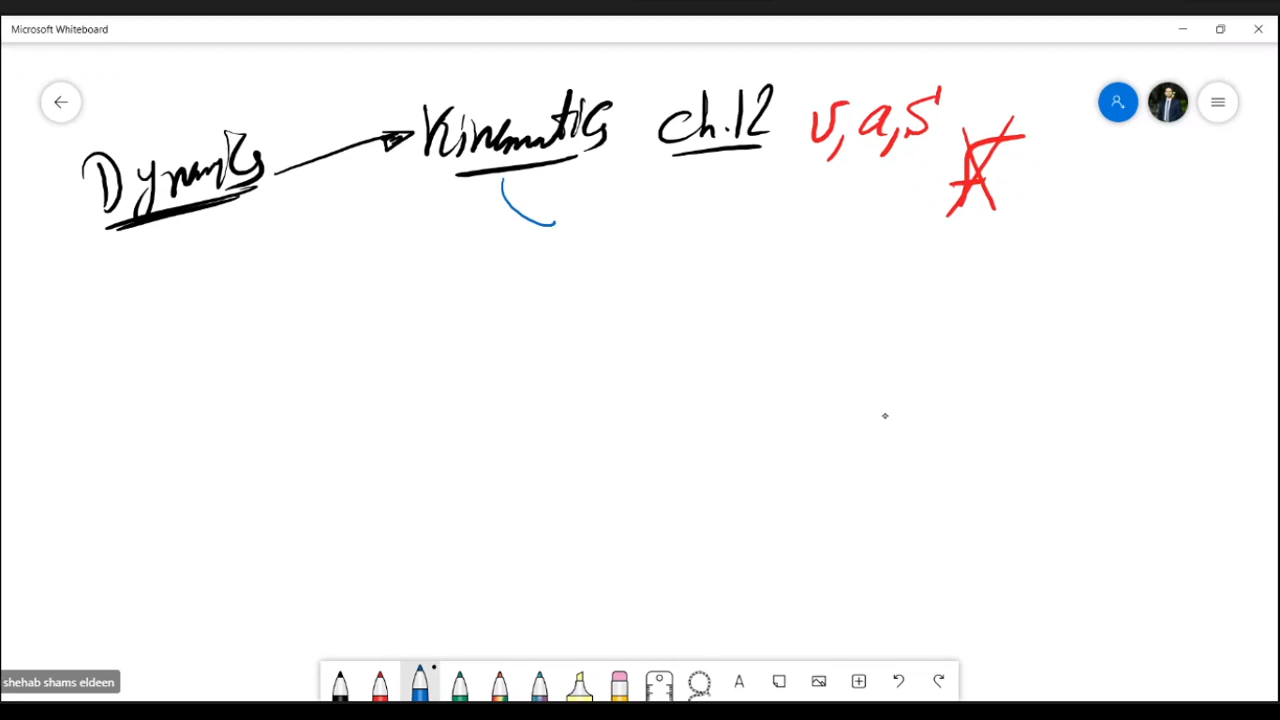 Microsoft Whiteboard
Dynamics Kinematics ch.12 v, a, s
F
shehab shams eldeen